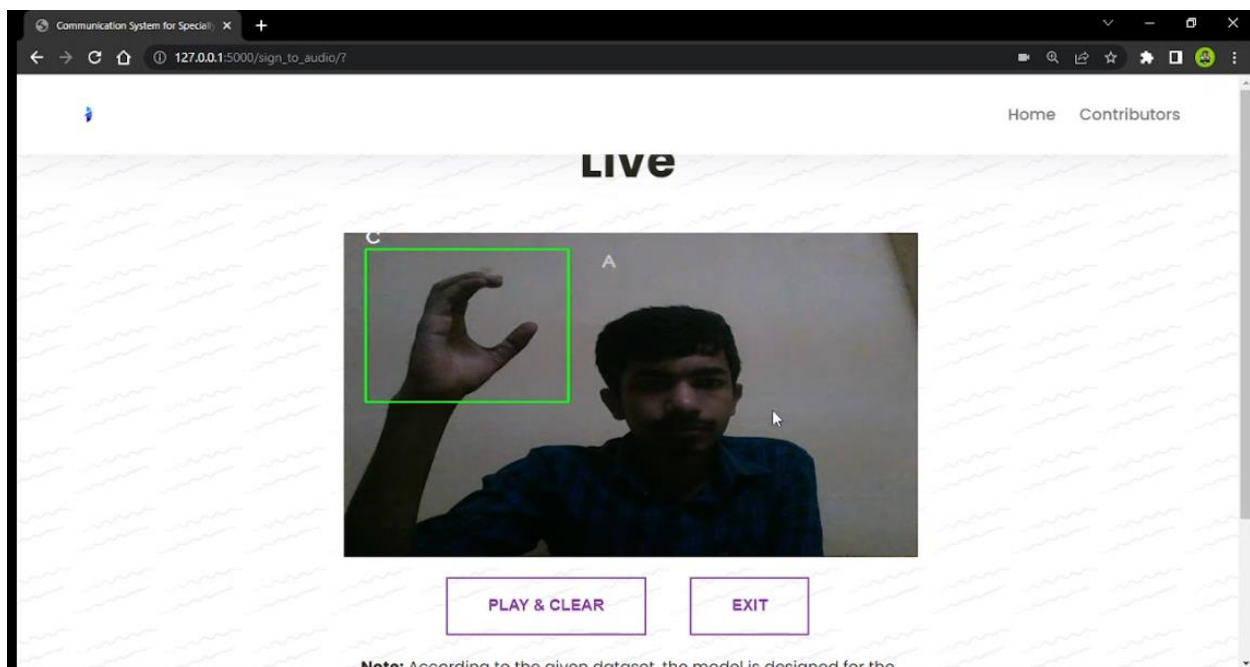 Communication System for Speciall
127.0.0.1:5000/sign_to_audio/?
Home Contributors
Live
C
A
PLAY & CLEAR EXIT
Note: According to the given dataset, the model is designed for the